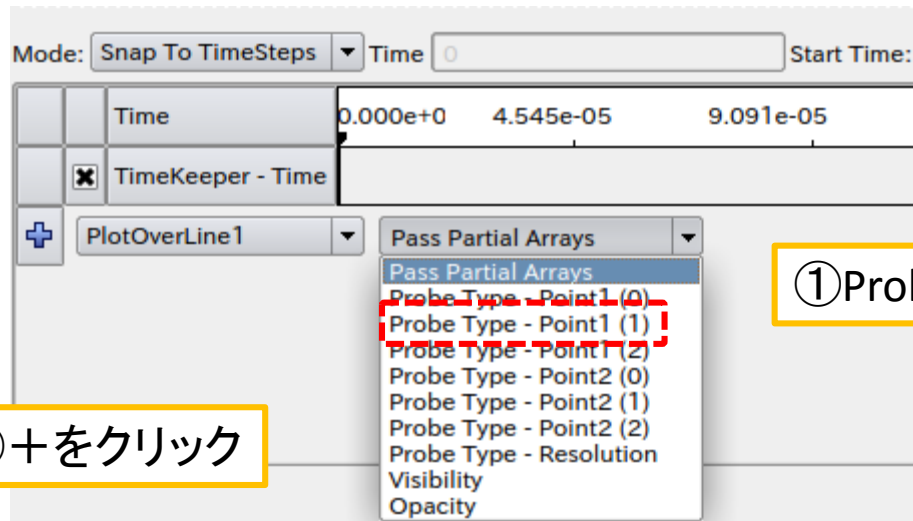 Mode: Snap To TimeSteps Time 0 Start Time:
Time 0.000e+0 4.545e-05 9.091e-05
TimeKeeper - Time
PlotOverLine1 Pass Partial Arrays
Pass Partial Arrays
Probe Type - Point1 (0)
Probe Type - Point1 (1)
Probe Type - Point1 (2)
Probe Type - Point2 (0)
Probe Type - Point2 (1)
Probe Type - Point2 (2)
Probe Type - Resolution
Visibility
Opacity
①
+をクリック